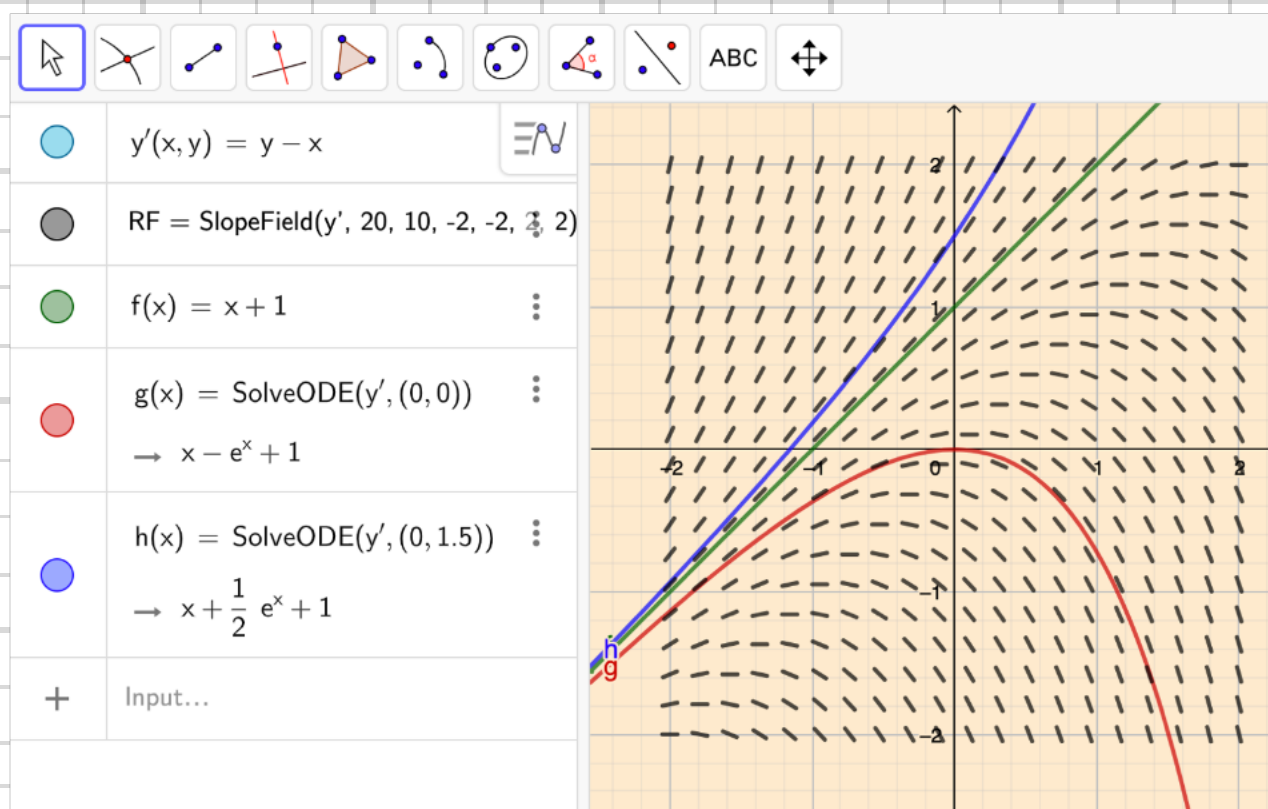 ABC
y′(x, y) = y − x
RF = SlopeField(y', 20, 10, -2, -2, 2, 2)
f(x) = x + 1
g(x) = SolveODE(y′, (0, 0))
→ x − eˣ + 1
h(x) = SolveODE(y′, (0, 1.5))
→ x + 1/2 eˣ + 1
+ Input...
2
1
−2
−1
0
1
2
−1
−2
h
g